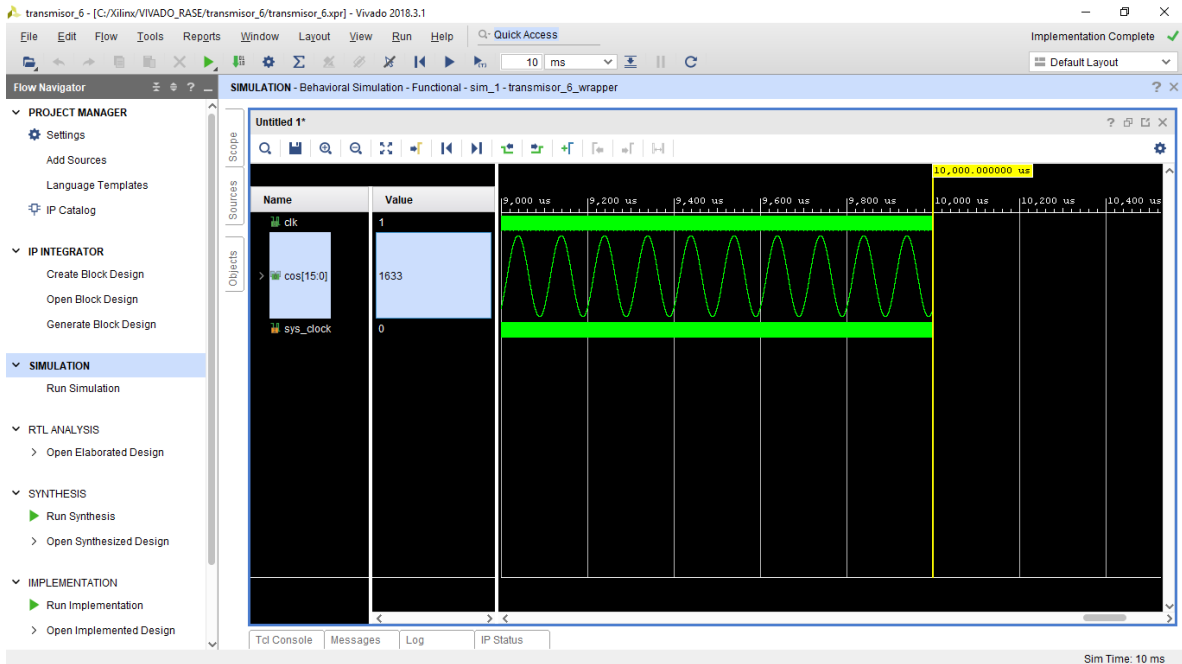 transmisor_6 - [C:/Xilinx/VIVADO_RASE/transmisor_6/transmisor_6.xpr] - Vivado 2018.3.1
File Edit Flow Tools Reports Window Layout View Run Help Quick Access
Implementation Complete
10 ms
Default Layout
Flow Navigator
SIMULATION - Behavioral Simulation - Functional - sim_1 - transmisor_6_wrapper
PROJECT MANAGER
Settings
Add Sources
Language Templates
IP Catalog
IP INTEGRATOR
Create Block Design
Open Block Design
Generate Block Design
SIMULATION
Run Simulation
RTL ANALYSIS
Open Elaborated Design
SYNTHESIS
Run Synthesis
Open Synthesized Design
IMPLEMENTATION
Run Implementation
Open Implemented Design
Scope
Sources
Objects
Untitled 1*
10,000.000000 us
Name Value
9,000 us 9,200 us 9,400 us 9,600 us 9,800 us 10,000 us 10,200 us 10,400 us
clk 1
cos[15:0] 1633
sys_clock 0
Tcl Console Messages Log IP Status
Sim Time: 10 ms